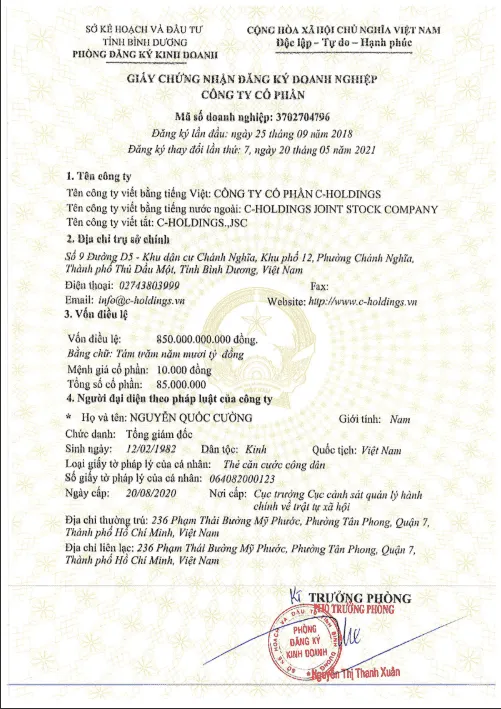 SỞ KẾ HOẠCH VÀ ĐẦU TƯ
TỈNH BÌNH DƯƠNG
PHÒNG ĐĂNG KÝ KINH DOANH
CỘNG HÒA XÃ HỘI CHỦ NGHĨA VIỆT NAM
Độc lập - Tự do - Hạnh phúc
GIẤY CHỨNG NHẬN ĐĂNG KÝ DOANH NGHIỆP
CÔNG TY CỔ PHẦN
Mã số doanh nghiệp: 3702704796
Đăng ký lần đầu: ngày 25 tháng 09 năm 2018
Đăng ký thay đổi lần thứ: 7, ngày 20 tháng 05 năm 2021
1. Tên công ty
Tên công ty viết bằng tiếng Việt: CÔNG TY CỔ PHẦN C-HOLDINGS
Tên công ty viết bằng tiếng nước ngoài: C-HOLDINGS JOINT STOCK COMPANY
Tên công ty viết tắt: C-HOLDINGS.,JSC
2. Địa chỉ trụ sở chính
Số 9 Đường D5 - Khu dân cư Chánh Nghĩa, Khu phố 12, Phường Chánh Nghĩa,
Thành phố Thủ Dầu Một, Tỉnh Bình Dương, Việt Nam
Điện thoại: 02743803999 Fax:
Email: info@c-holdings.vn Website: http://www.c-holdings.vn
3. Vốn điều lệ
Vốn điều lệ: 850.000.000.000 đồng.
Bằng chữ: Tám trăm năm mươi tỷ đồng
Mệnh giá cổ phần: 10.000 đồng
Tổng số cổ phần: 85.000.000
4. Người đại diện theo pháp luật của công ty
* Họ và tên: NGUYỄN QUỐC CƯỜNG Giới tính: Nam
Chức danh: Tổng giám đốc
Sinh ngày: 12/02/1982 Dân tộc: Kinh Quốc tịch: Việt Nam
Loại giấy tờ pháp lý của cá nhân: Thẻ căn cước công dân
Số giấy tờ pháp lý của cá nhân: 064082000123
Ngày cấp: 20/08/2020 Nơi cấp: Cục trưởng Cục cảnh sát quản lý hành
chính về trật tự xã hội
Địa chỉ thường trú: 236 Phạm Thái Bường Mỹ Phước, Phường Tân Phong, Quận 7,
Thành phố Hồ Chí Minh, Việt Nam
Địa chỉ liên lạc: 236 Phạm Thái Bường Mỹ Phước, Phường Tân Phong, Quận 7,
Thành phố Hồ Chí Minh, Việt Nam
TRƯỞNG PHÒNG
PHÓ TRƯỞNG PHÒNG
PHÒNG
ĐĂNG KÝ
KINH DOANH
Nguyễn Thị Thanh Xuân